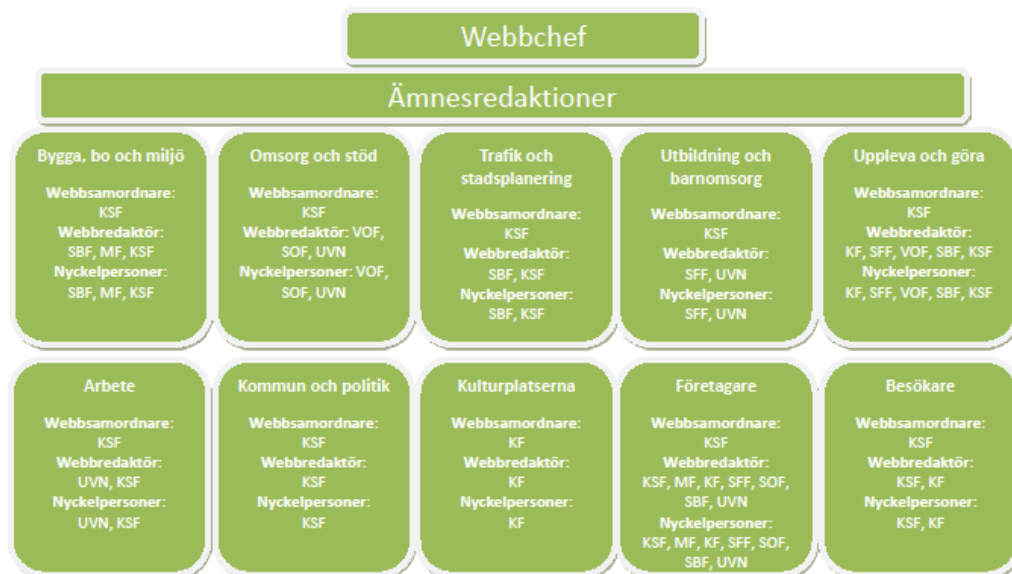 Webbchef
Ämnesredaktioner
Bygga, bo och miljö
Webbsamordnare:
KSF
Webbredaktör:
SBF, MF, KSF
Nyckelpersoner:
SBF, MF, KSF
Omsorg och stöd
Webbsamordnare:
KSF
Webbredaktör: VOF,
SOF, UVN
Nyckelpersoner: VOF,
SOF, UVN
Trafik och
stadsplanering
Webbsamordnare:
KSF
Webbredaktör:
SBF, KSF
Nyckelpersoner:
SBF, KSF
Utbildning och
barnomsorg
Webbsamordnare:
KSF
Webbredaktör:
SFF, UVN
Nyckelpersoner:
SFF, UVN
Uppleva och göra
Webbsamordnare:
KSF
Webbredaktör:
KF, SFF, VOF, SBF, KSF
Nyckelpersoner:
KF, SFF, VOF, SBF, KSF
Arbete
Webbsamordnare:
KSF
Webbredaktör:
UVN, KSF
Nyckelpersoner:
UVN, KSF
Kommun och politik
Webbsamordnare:
KSF
Webbredaktör:
KSF
Nyckelpersoner:
KSF
Kulturplatserna
Webbsamordnare:
KF
Webbredaktör:
KF
Nyckelpersoner:
KF
Företagare
Webbsamordnare:
KSF
Webbredaktör:
KSF, MF, KF, SFF, SOF,
SBF, UVN
Nyckelpersoner:
KSF, MF, KF, SFF, SOF,
SBF, UVN
Besökare
Webbsamordnare:
KSF
Webbredaktör:
KSF, KF
Nyckelpersoner:
KSF, KF